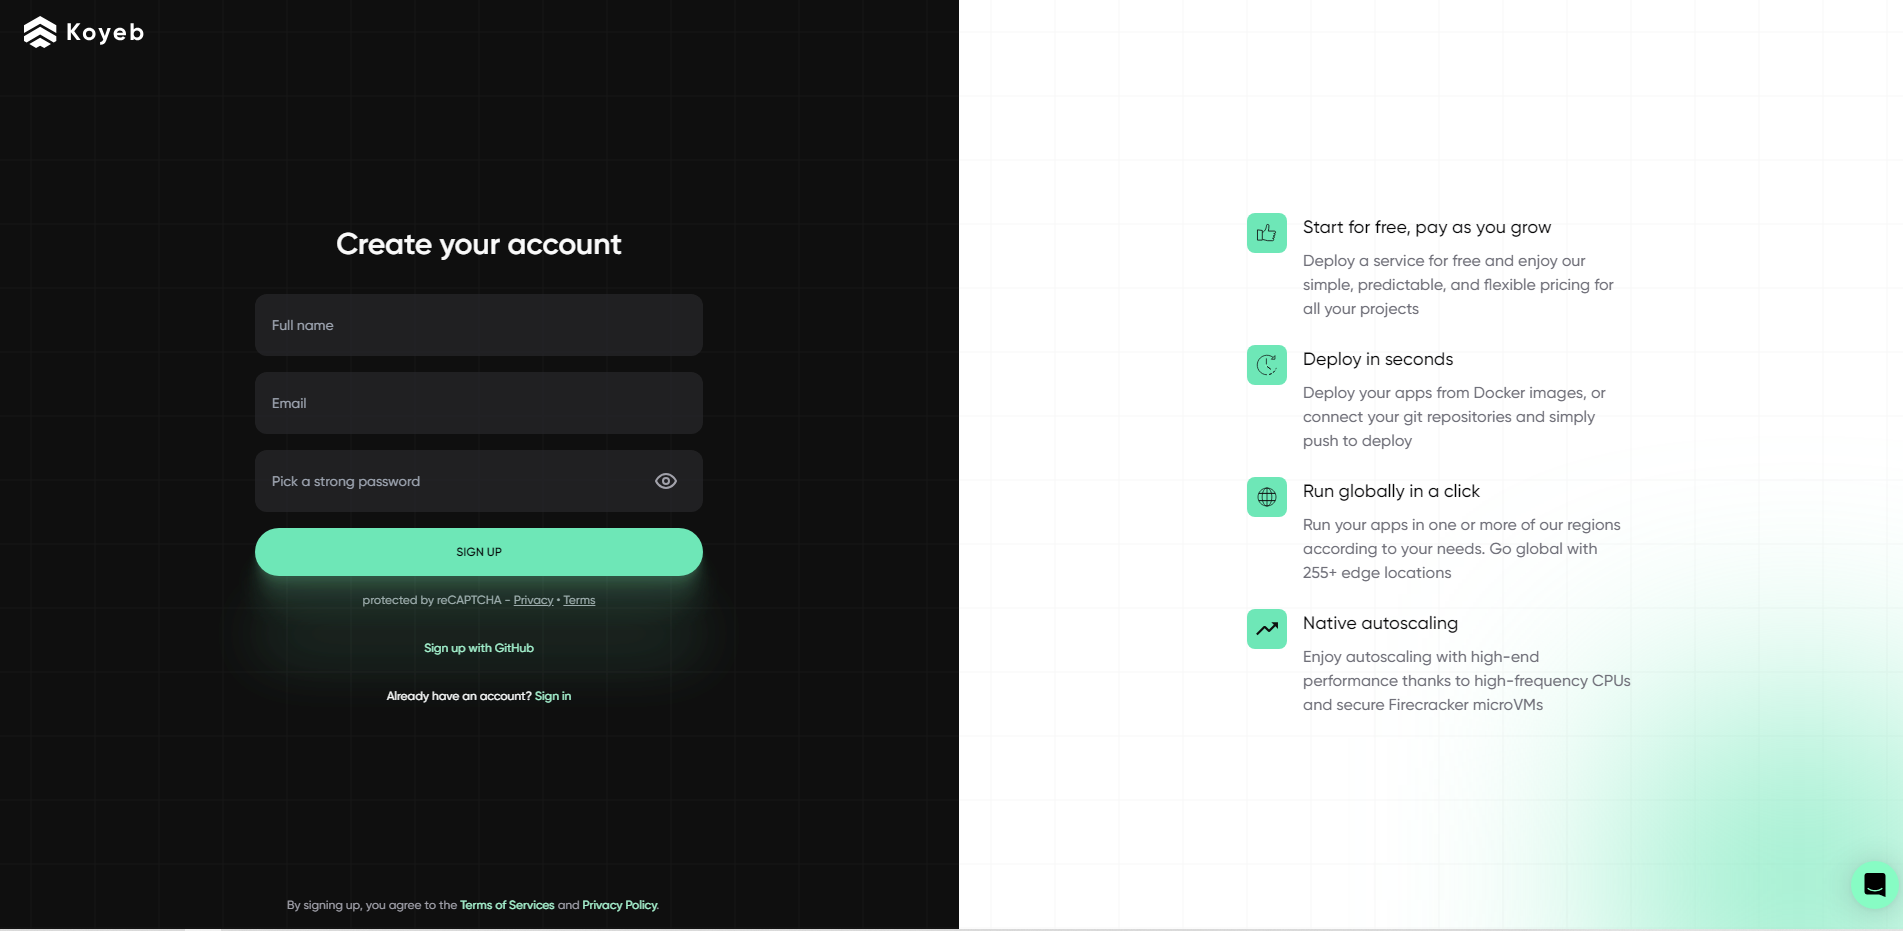 Koyeb
Create your account
Full name
Email
Pick a strong password
SIGN UP
protected by reCAPTCHA - Privacy • Terms
Sign up with GitHub
Already have an account? Sign in
By signing up, you agree to the Terms of Services and Privacy Policy.
Start for free, pay as you grow
Deploy a service for free and enjoy our
simple, predictable, and flexible pricing for
all your projects
Deploy in seconds
Deploy your apps from Docker images, or
connect your git repositories and simply
push to deploy
Run globally in a click
Run your apps in one or more of our regions
according to your needs. Go global with
255+ edge locations
Native autoscaling
Enjoy autoscaling with high-end
performance thanks to high-frequency CPUs
and secure Firecracker microVMs